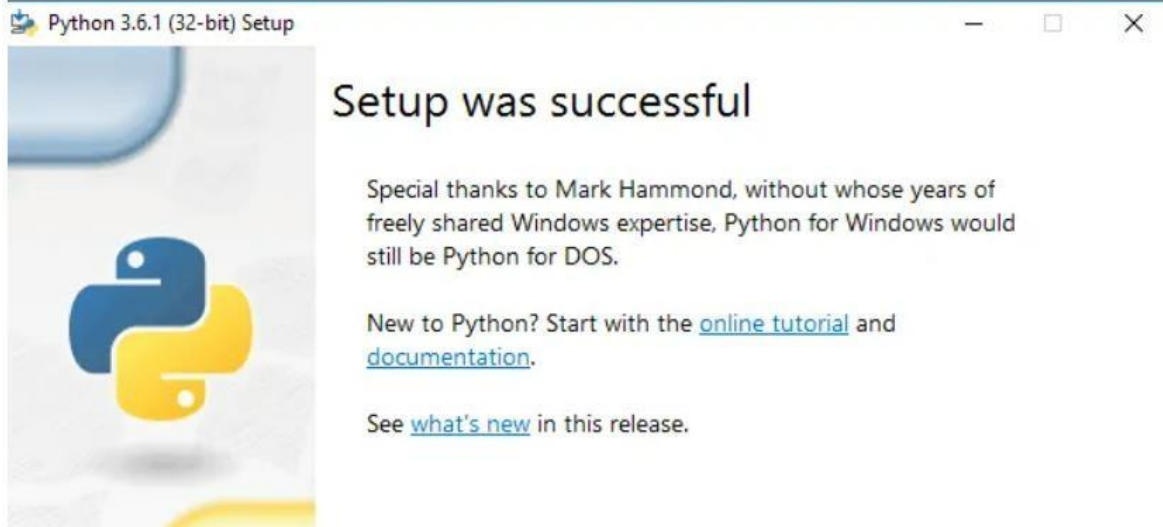 Python 3.6.1 (32-bit) Setup
Setup was successful
Special thanks to Mark Hammond, without whose years of
freely shared Windows expertise, Python for Windows would
still be Python for DOS.
New to Python? Start with the online tutorial and
documentation.
See what's new in this release.